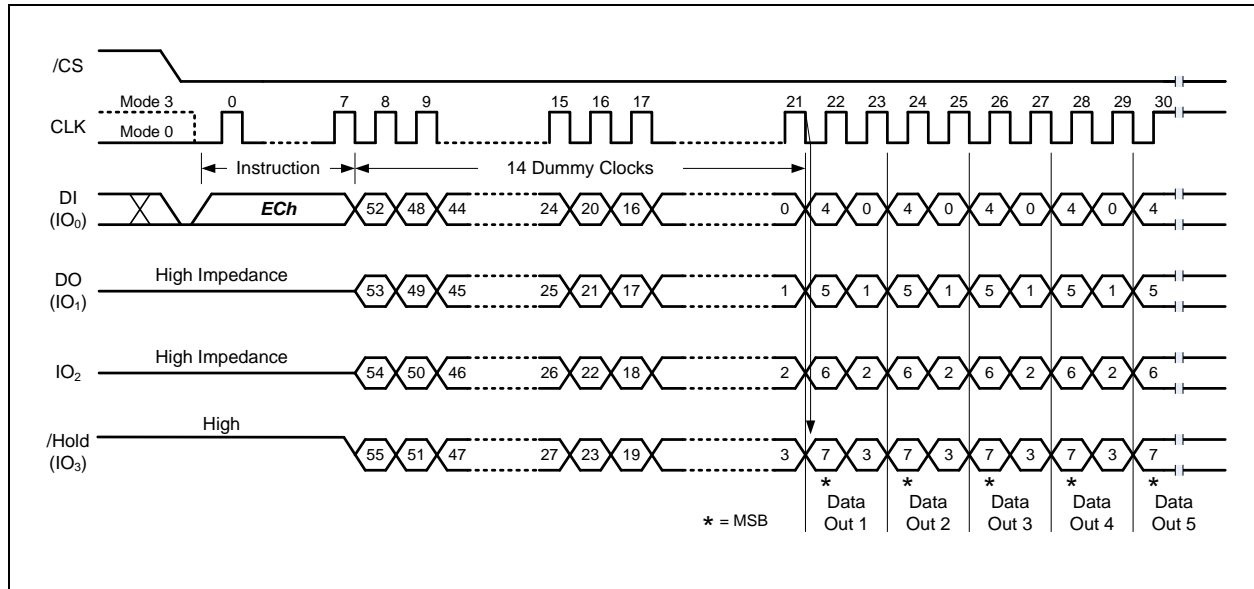 /CS
Mode 3 0 7 8 9 15 16 17 21 22 23 24 25 26 27 28 29 30
CLK
Mode 0
Instruction 14 Dummy Clocks
DI
(IO0) ECh 52 48 44 24 20 16 0 4 0 4 0 4 0 4 0 4
DO
(IO1) High Impedance 53 49 45 25 21 17 1 5 1 5 1 5 1 5 1 5
IO2 High Impedance 54 50 46 26 22 18 2 6 2 6 2 6 2 6 2 6
/Hold
(IO3) High 55 51 47 27 23 19 3 7 3 7 3 7 3 7 3 7
* * * * *
* = MSB
Data Out 1
Data Out 2
Data Out 3
Data Out 4
Data Out 5